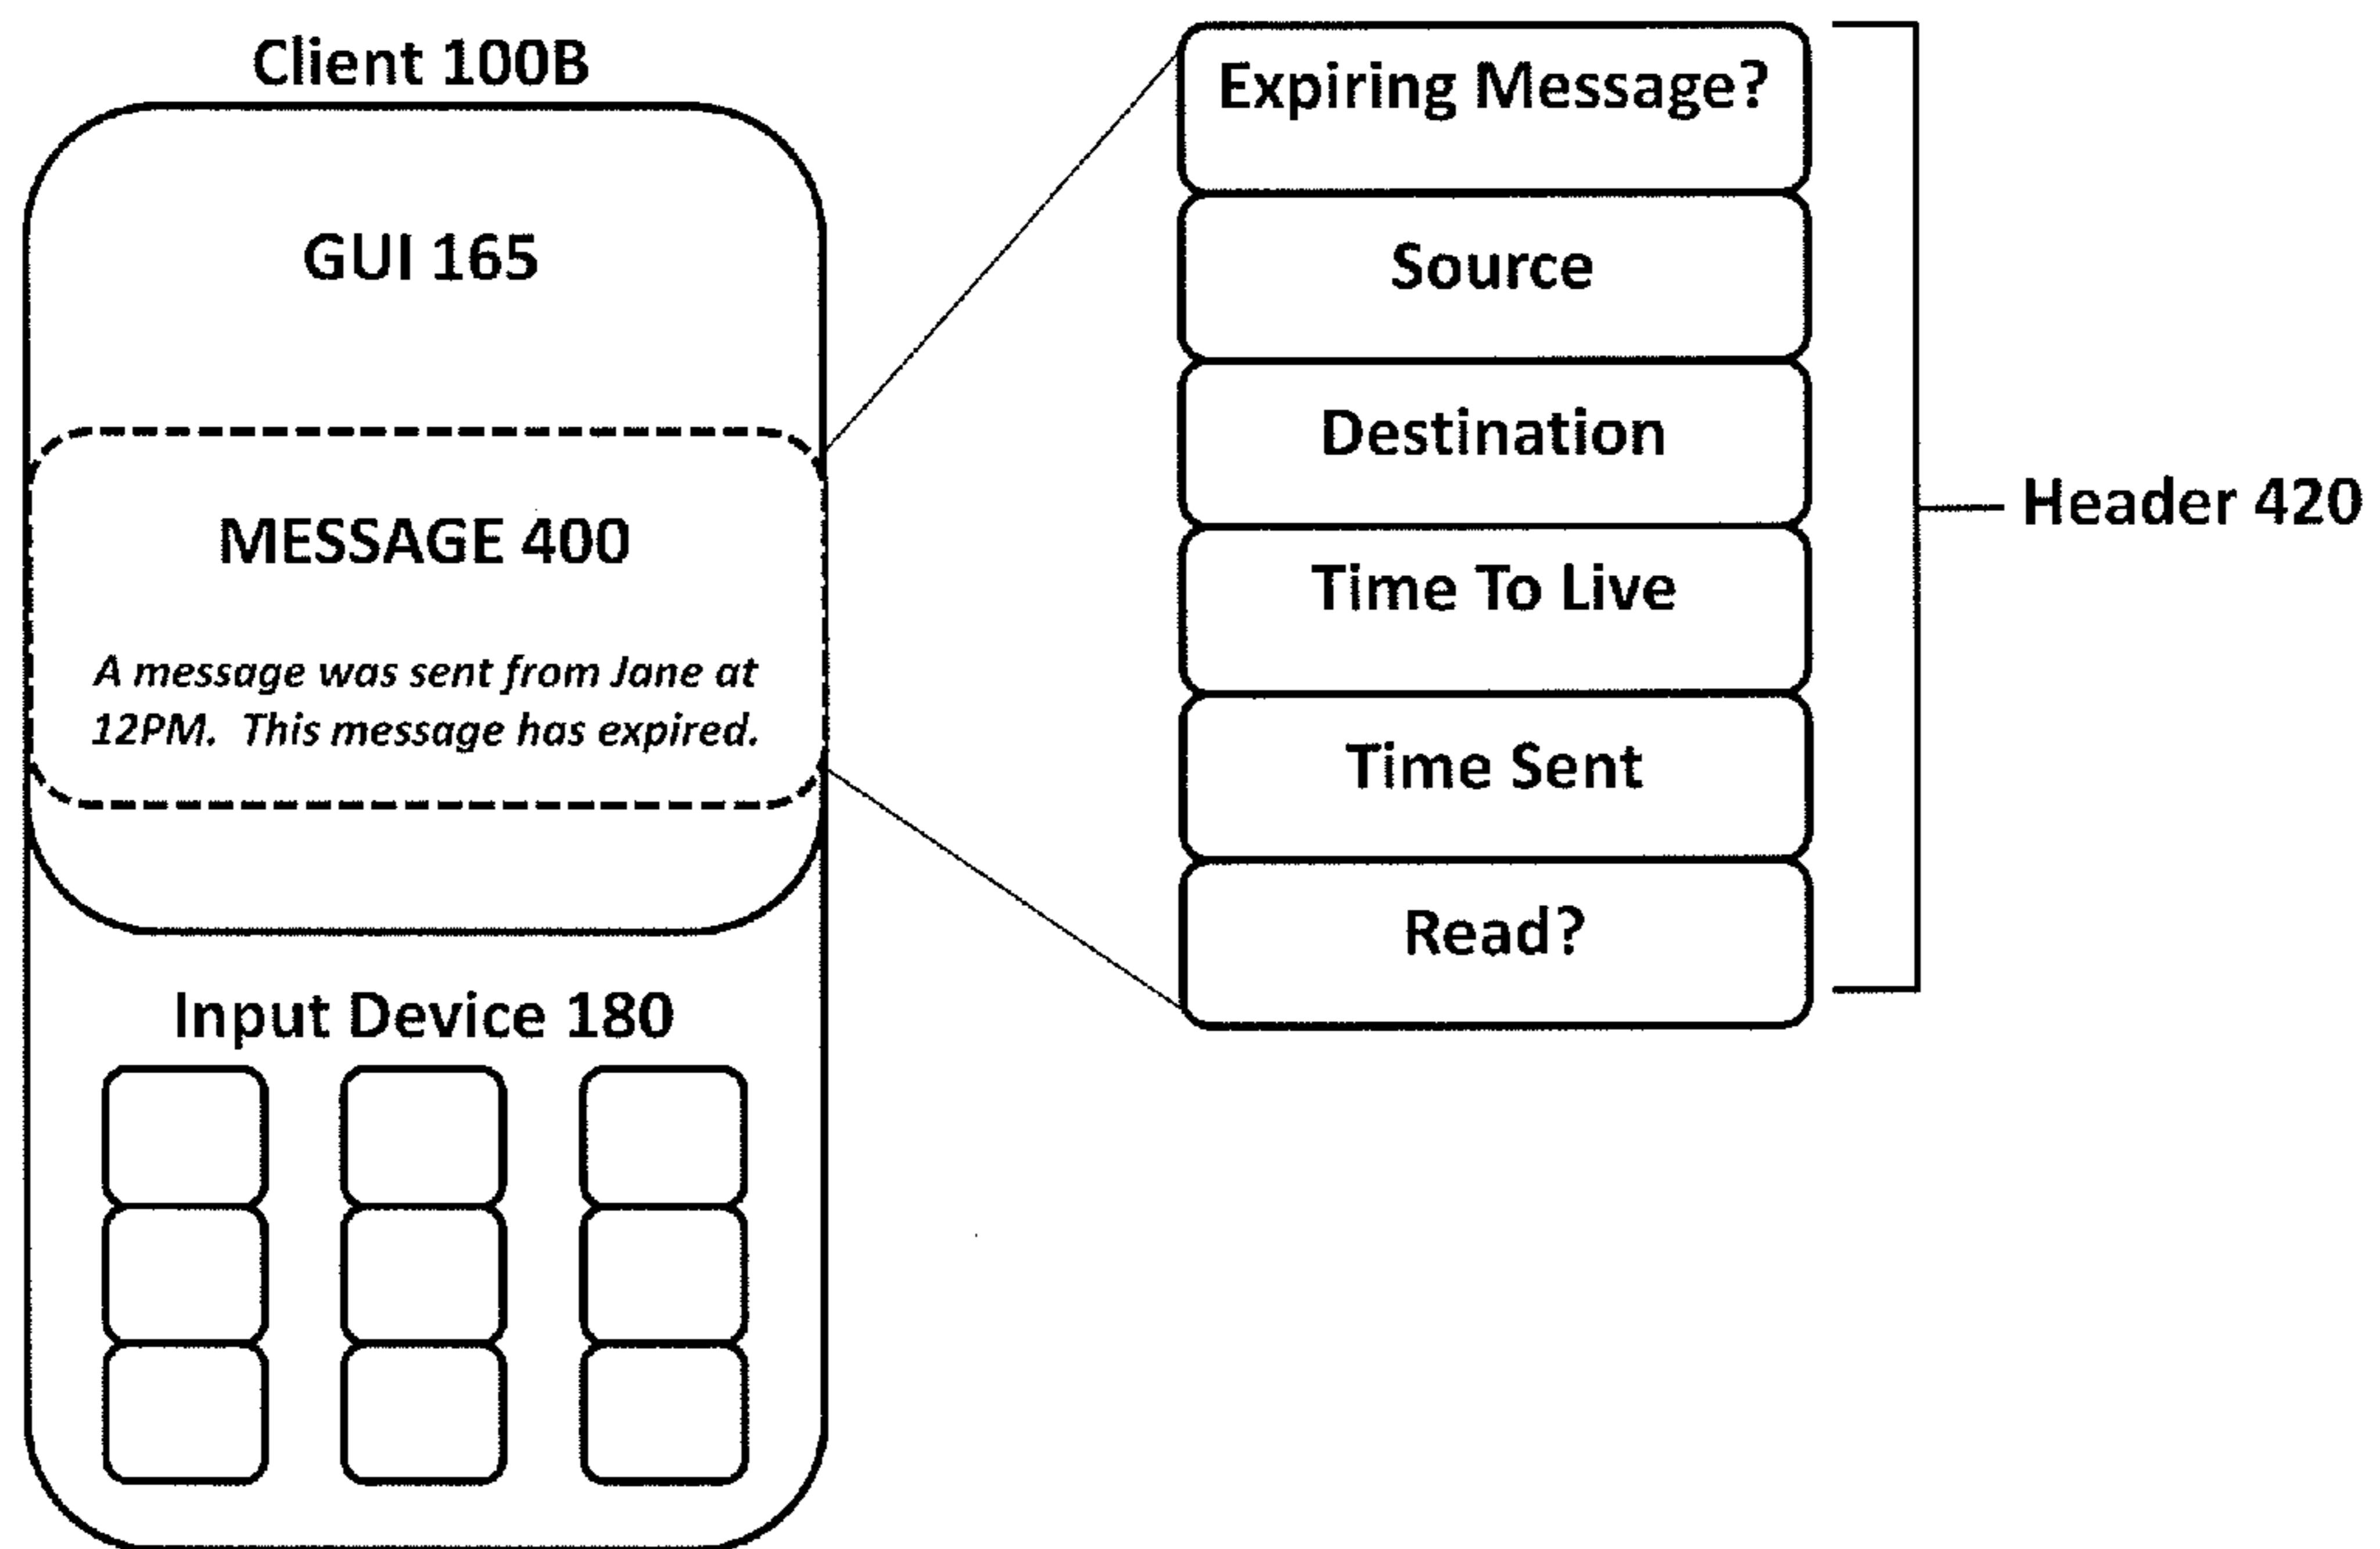 Client 100B
GUI 165
MESSAGE 400
A message was sent from Jane at
12PM.  This message has expired.
Input Device 180
Expiring Message?
Source
Destination
Time To Live
Time Sent
Read?
Header 420